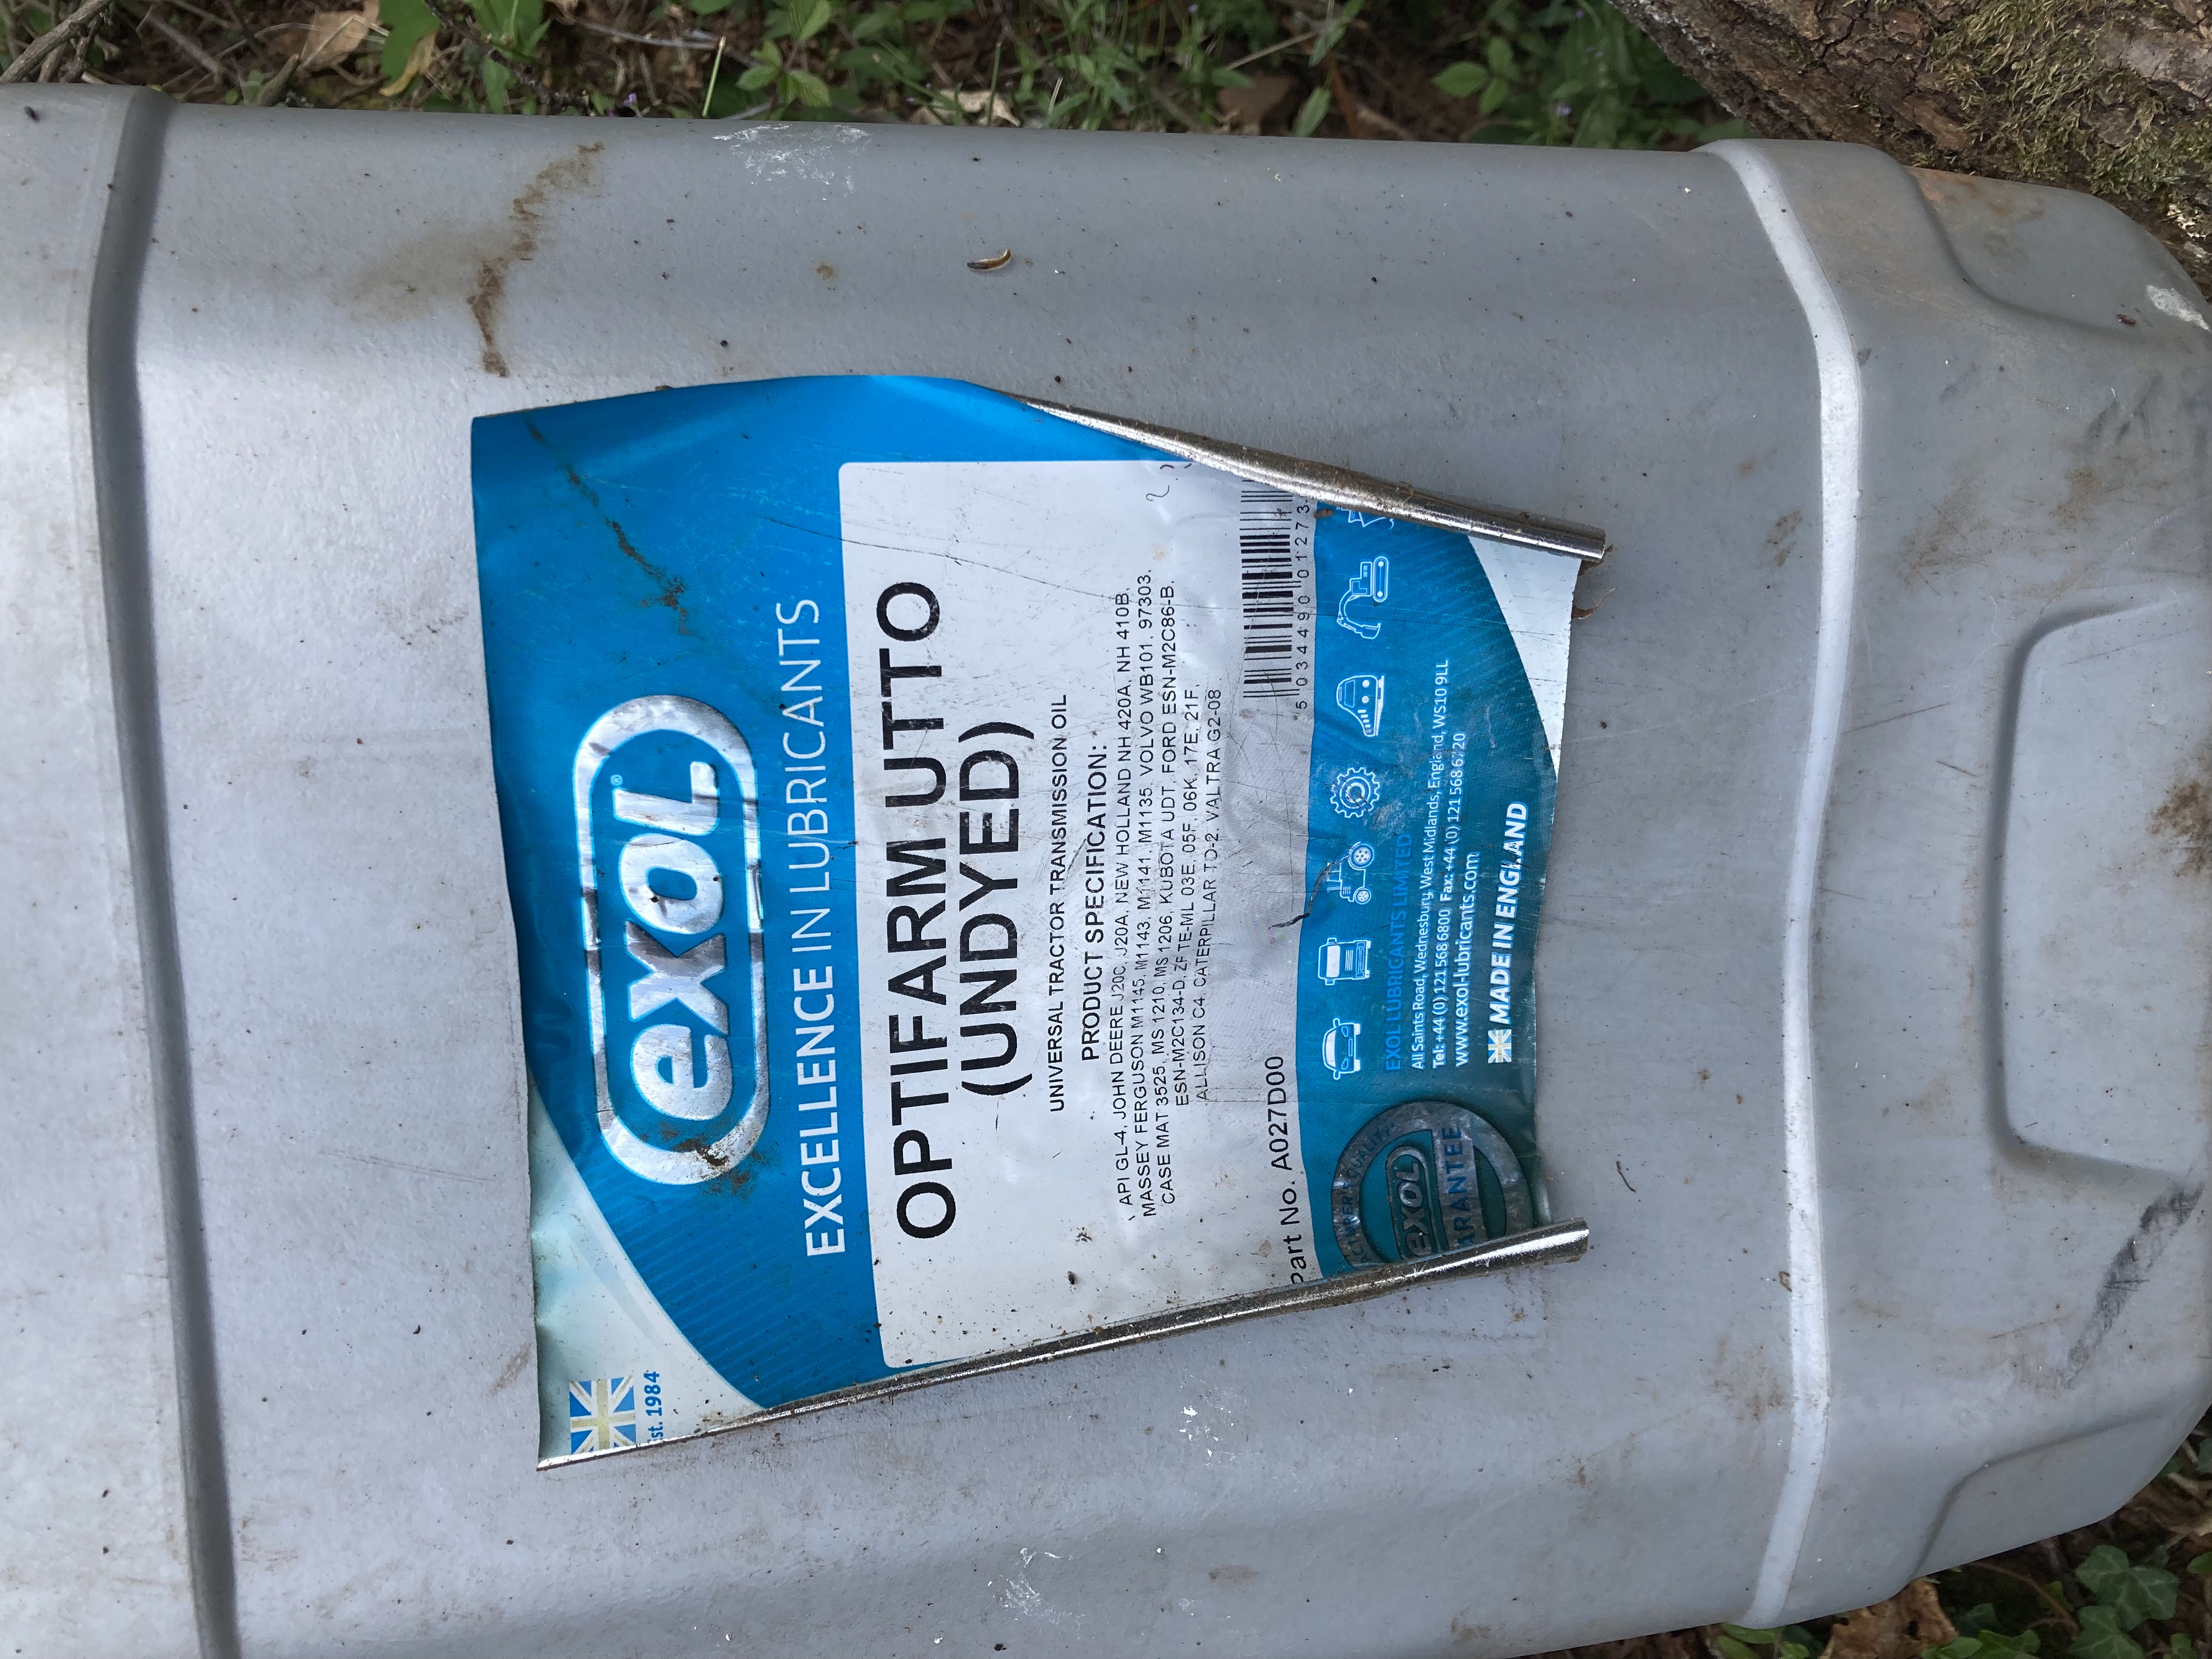 exol®
EXCELLENCE IN LUBRICANTS
Est. 1984
OPTIFARM UTTO
(UNDYED)
UNIVERSAL TRACTOR TRANSMISSION OIL
PRODUCT SPECIFICATION:
API GL-4, JOHN DEERE J20C, J20A, NEW HOLLAND NH 420A, NH 410B,
MASSEY FERGUSON M1145, M1143, M1141, M1135, VOLVO WB101, 97303,
CASE MAT 3525, MS 1210, MS 1206, KUBOTA UDT, FORD ESN-M2C86-B,
ESN-M2C134-D, ZF TE-ML 03E, 05F, 06K, 17E, 21F,
ALLISON C4, CATERPILLAR TO-2, VALTRA G2-08
Part No. A027D00
5 034490 01273
exol
EXOL LUBRICANTS LIMITED
All Saints Road, Wednesbury, West Midlands, England, WS10 9LL
Tel: +44 (0) 121 568 6800 Fax: +44 (0) 121 568 6720
www.exol-lubricants.com
MADE IN ENGLAND